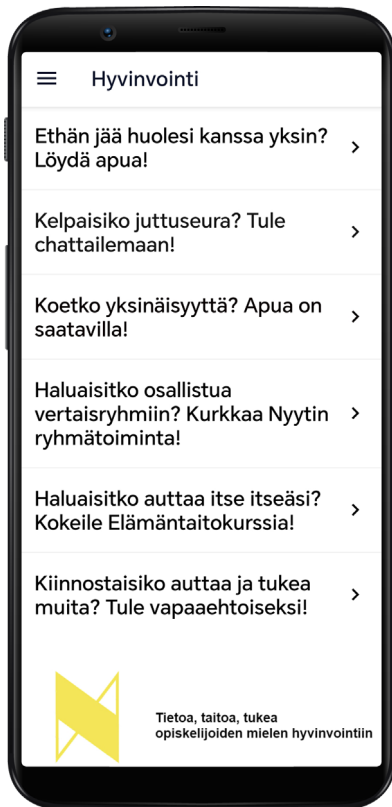 Hyvinvointi
Ethän jää huolesi kanssa yksin?
Löydä apua!
Kelpaisiko juttuseura? Tule
chattailemaan!
Koetko yksinäisyyttä? Apua on
saatavilla!
Haluaisitko osallistua
vertaisryhmiin? Kurkkaa Nyytin
ryhmätoiminta!
Haluaisitko auttaa itse itseäsi?
Kokeile Elämäntaitokurssia!
Kiinnostaisiko auttaa ja tukea
muita? Tule vapaaehtoiseksi!
Tietoa, taitoa, tukea
opiskelijoiden mielen hyvinvointiin